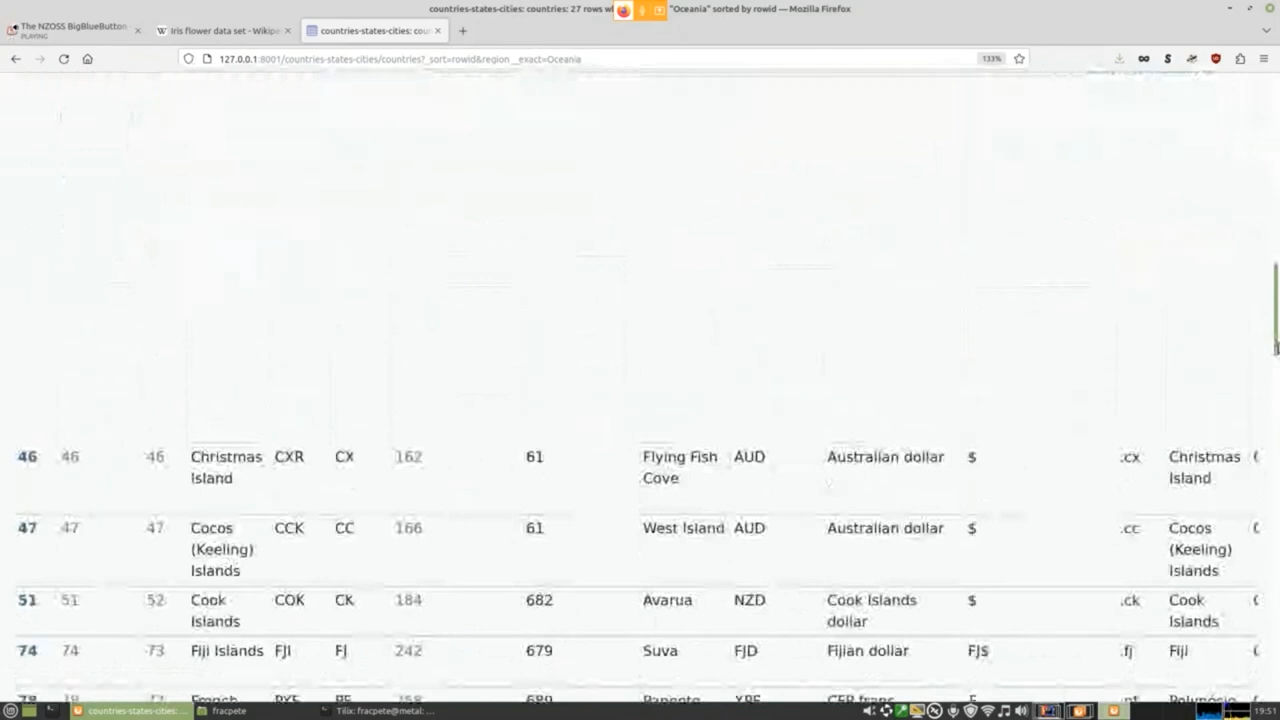 countries-states-cities: countries: 27 rows w "Oceania" sorted by rowid — Mozilla Firefox
The NZOSS BigBlueButton
PLAYING
Iris flower data set - Wikipe
countries-states-cities: cou
127.0.0.1:8001/countries-states-cities/countries?_sort=rowid&region__exact=Oceania
133%
46 46 46 Christmas Island CXR CX 162 61 Flying Fish Cove AUD Australian dollar $ .cx Christmas Island
47 47 47 Cocos (Keeling) Islands CCK CC 166 61 West Island AUD Australian dollar $ .cc Cocos (Keeling) Islands
51 51 52 Cook Islands COK CK 184 682 Avarua NZD Cook Islands dollar $ .ck Cook Islands
74 74 73 Fiji Islands FJI FJ 242 679 Suva FJD Fijian dollar FJ$ .fj Fiji
countries-states-cities: ...
fracpete
Tilix: fracpete@metal: ...
19:51